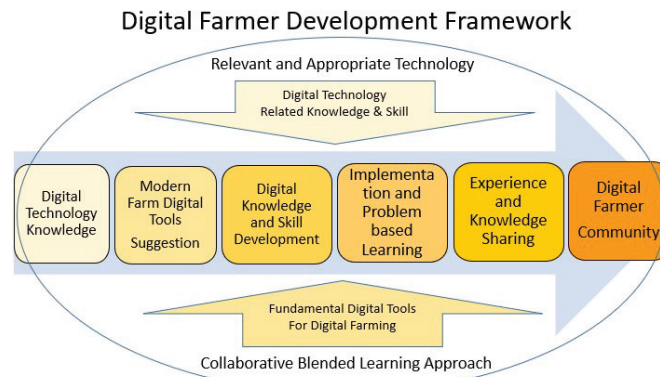 Digital Farmer Development Framework
Relevant and Appropriate Technology
Digital Technology
Related Knowledge & Skill
Digital
Technology
Knowledge
Modern
Farm Digital
Tools
Suggestion
Digital
Knowledge
and Skill
Development
Implementa
tion and
Problem
based
Learning
Experience
and
Knowledge
Sharing
Digital
Farmer
Community
Fundamental Digital Tools
For Digital Farming
Collaborative Blended Learning Approach